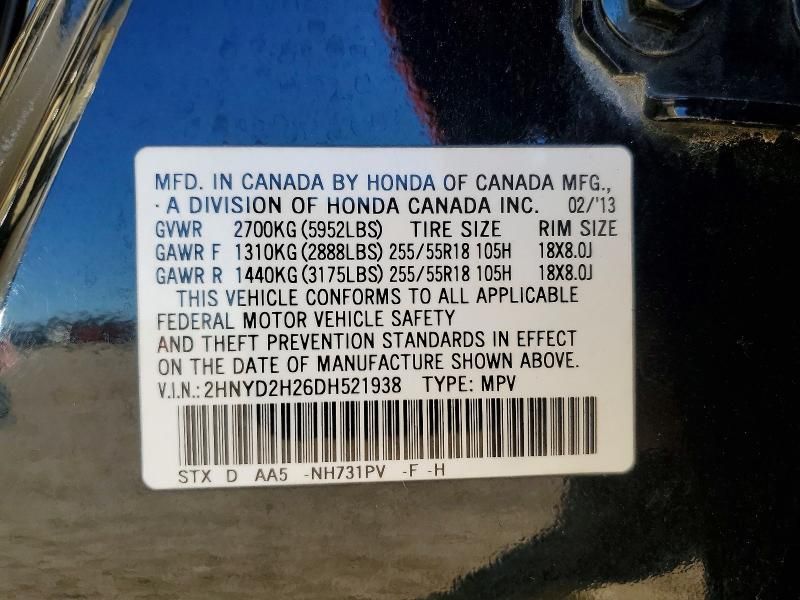 MFD. IN CANADA BY HONDA OF CANADA MFG.,
· A DIVISION OF HONDA CANADA INC. 02/'13
GVWR 2700KG (5952LBS) TIRE SIZE RIM SIZE
GAWR F 1310KG (2888LBS) 255/55R18 105H 18X8.0J
GAWR R 1440KG (3175LBS) 255/55R18 105H 18X8.0J
THIS VEHICLE CONFORMS TO ALL APPLICABLE
FEDERAL MOTOR VEHICLE SAFETY
AND THEFT PREVENTION STANDARDS IN EFFECT
ON THE DATE OF MANUFACTURE SHOWN ABOVE.
V.I.N.: 2HNYD2H26DH521938 TYPE: MPV
STX D AA5 -NH731PV -F -H